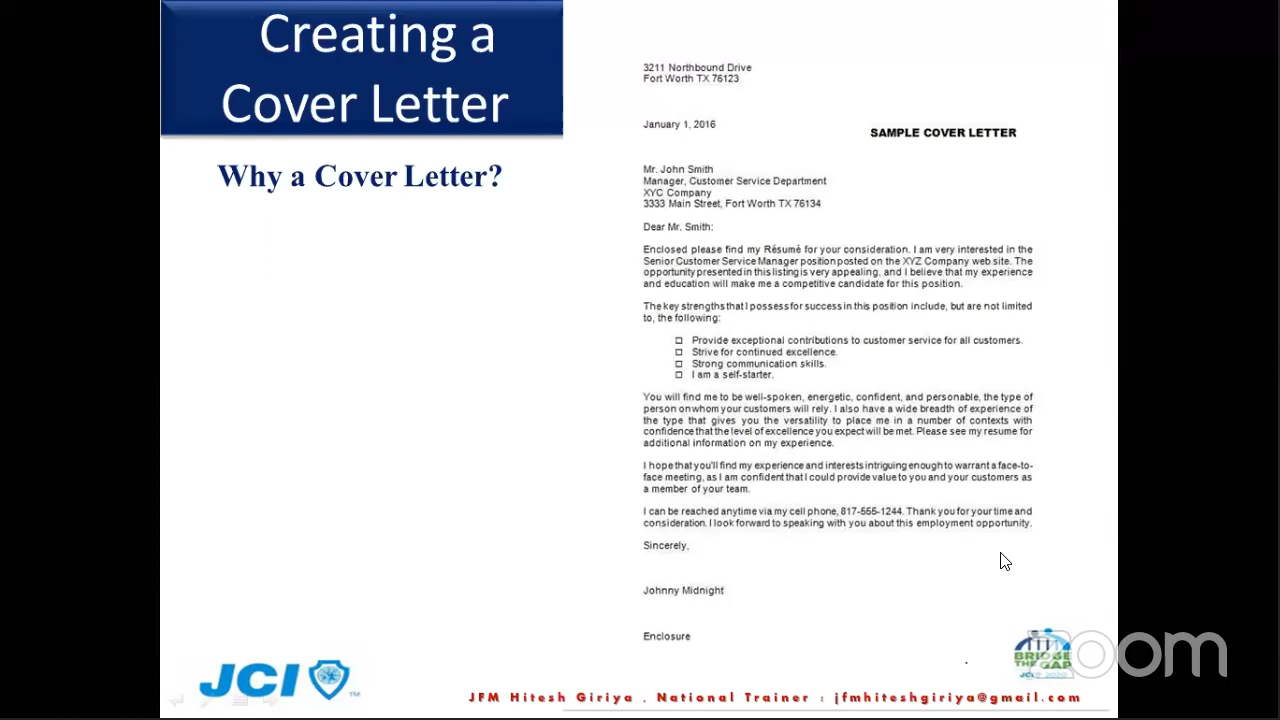 Creating a
Cover Letter
Why a Cover Letter?
3211 Northbound Drive
Fort Worth TX 76123
January 1, 2016
SAMPLE COVER LETTER
Mr. John Smith
Manager, Customer Service Department
XYC Company
3333 Main Street, Fort Worth TX 76134
Dear Mr. Smith:
Enclosed please find my Résumé for your consideration. I am very interested in the
Senior Customer Service Manager position posted on the XYZ Company web site. The
opportunity presented in this listing is very appealing, and I believe that my experience
and education will make me a competitive candidate for this position.
The key strengths that I possess for success in this position include, but are not limited
to, the following:
Provide exceptional contributions to customer service for all customers.
Strive for continued excellence.
Strong communication skills.
I am a self-starter.
You will find me to be well-spoken, energetic, confident, and personable, the type of
person on whom your customers will rely. I also have a wide breadth of experience of
the type that gives you the versatility to place me in a number of contexts with
confidence that the level of excellence you expect will be met. Please see my resume for
additional information on my experience.
I hope that you'll find my experience and interests intriguing enough to warrant a face-to-
face meeting, as I am confident that I could provide value to you and your customers as
a member of your team.
I can be reached anytime via my cell phone, 817-555-1244. Thank you for your time and
consideration. I look forward to speaking with you about this employment opportunity.
Sincerely,
Johnny Midnight
Enclosure
JCI
TM
BRIDGE
THE GAP
JCI 2020
zoom
JFM Hitesh Giriya , National Trainer : jfmhiteshgiriya@gmail.com